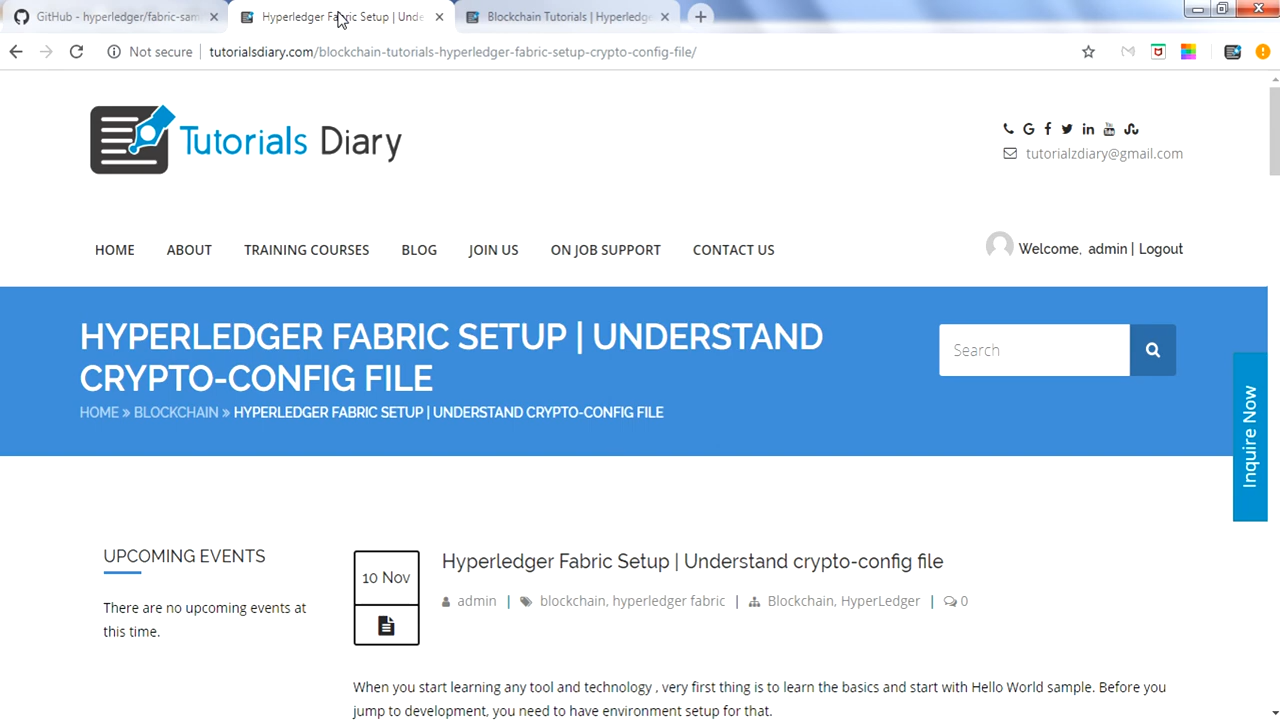 GitHub - hyperledger/fabric-sam
Hyperledger Fabric Setup | Unde
Blockchain Tutorials | Hyperledg
Not secure
tutorialsdiary.com/blockchain-tutorials-hyperledger-fabric-setup-crypto-config-file/
Tutorials Diary
tutorialzdiary@gmail.com
HOME
ABOUT
TRAINING COURSES
BLOG
JOIN US
ON JOB SUPPORT
CONTACT US
Welcome, admin | Logout
HYPERLEDGER FABRIC SETUP | UNDERSTAND
CRYPTO-CONFIG FILE
HOME » BLOCKCHAIN » HYPERLEDGER FABRIC SETUP | UNDERSTAND CRYPTO-CONFIG FILE
Search
Inquire Now
UPCOMING EVENTS
There are no upcoming events at
this time.
10 Nov
Hyperledger Fabric Setup | Understand crypto-config file
admin | blockchain, hyperledger fabric | Blockchain, HyperLedger | 0
When you start learning any tool and technology , very first thing is to learn the basics and start with Hello World sample. Before you
jump to development, you need to have environment setup for that.